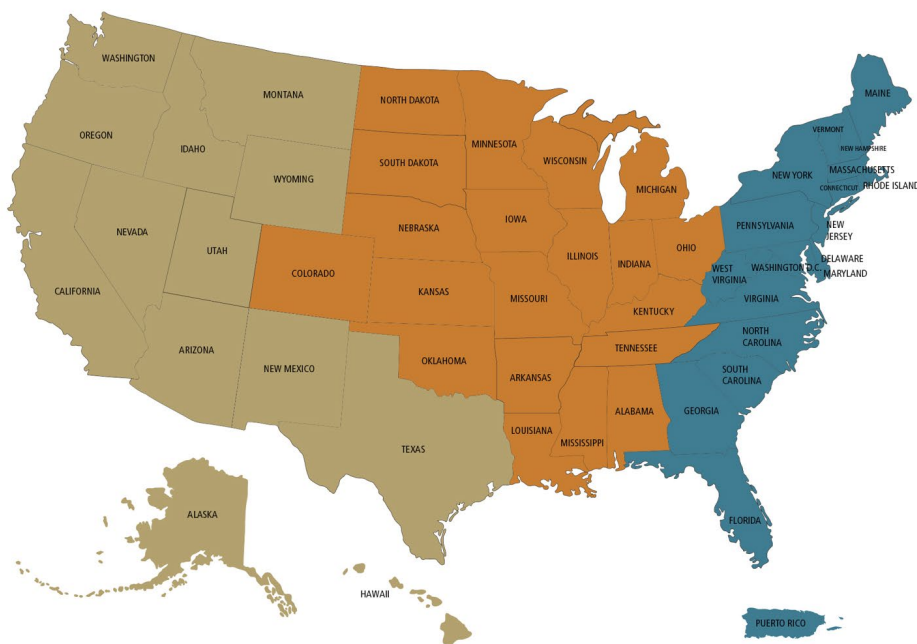 WASHINGTON
MONTANA
NORTH DAKOTA
MINNESOTA
MAINE
OREGON
IDAHO
SOUTH DAKOTA
WISCONSIN
VERMONT
NEW HAMPSHIRE
WYOMING
MICHIGAN
NEW YORK
MASSACHUSETTS
CONNECTICUT
RHODE ISLAND
NEVADA
UTAH
NEBRASKA
IOWA
PENNSYLVANIA
NEW
JERSEY
CALIFORNIA
COLORADO
KANSAS
MISSOURI
ILLINOIS
INDIANA
OHIO
WEST
VIRGINIA
WASHINGTON D.C.
DELAWARE
MARYLAND
VIRGINIA
KENTUCKY
ARIZONA
NEW MEXICO
OKLAHOMA
ARKANSAS
TENNESSEE
NORTH
CAROLINA
SOUTH
CAROLINA
TEXAS
LOUISIANA
MISSISSIPPI
ALABAMA
GEORGIA
ALASKA
FLORIDA
HAWAII
PUERTO RICO